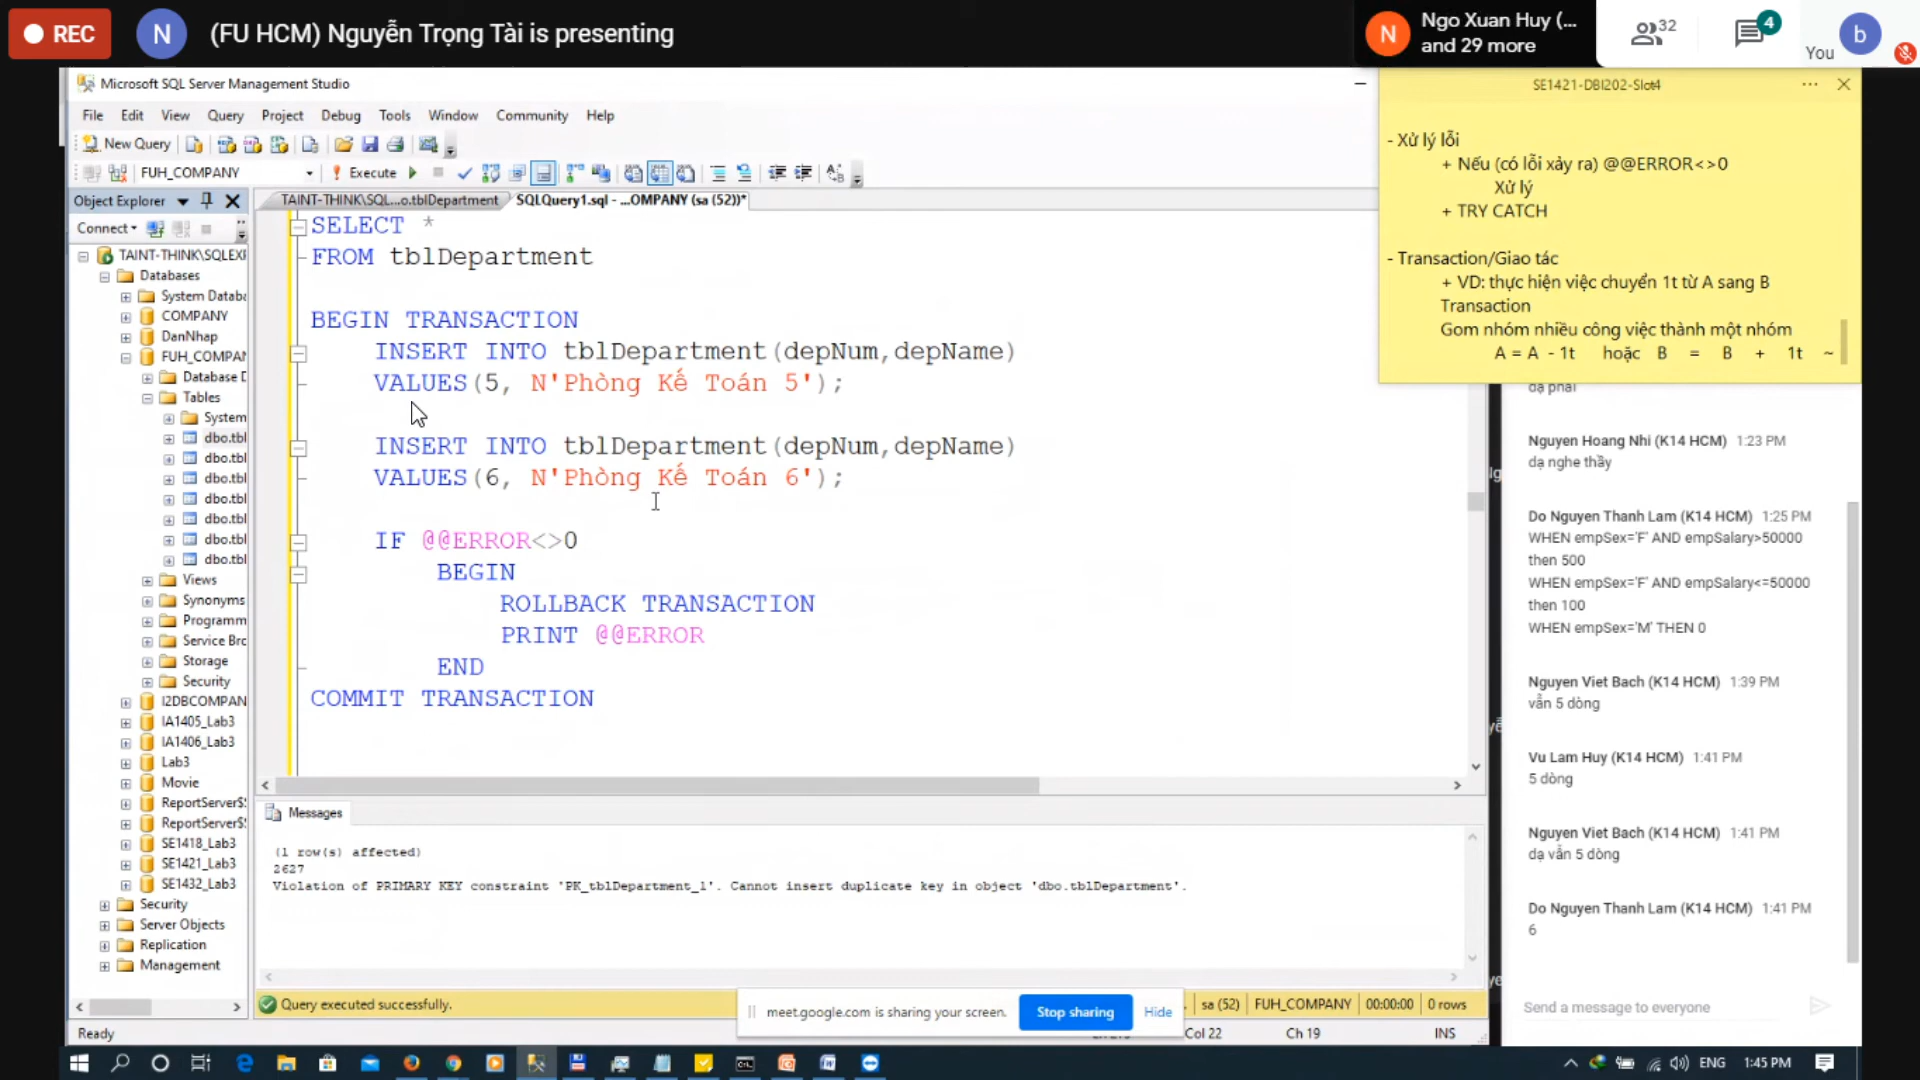 REC
N
(FU HCM) Nguyễn Trọng Tài is presenting
N
Ngo Xuan Huy (...
and 29 more
32
4
You
b
Microsoft SQL Server Management Studio
File Edit View Query Project Debug Tools Window Community Help
New Query
FUH_COMPANY
Execute
Object Explorer
Connect
TAINT-THINK\SQLEXI
Databases
System Databa
COMPANY
DanNhap
FUH_COMPAN
Database D
Tables
System
dbo.tbl
dbo.tbl
dbo.tbl
dbo.tbl
dbo.tbl
dbo.tbl
dbo.tbl
Views
Synonyms
Programm
Service Brc
Storage
Security
I2DBCOMPAN
IA1405_Lab3
IA1406_Lab3
Lab3
Movie
ReportServer$
ReportServer$
SE1418_Lab3
SE1421_Lab3
SE1432_Lab3
Security
Server Objects
Replication
Management
TAINT-THINK\SQL...o.tblDepartment
SQLQuery1.sql - ...OMPANY (sa (52))*
SELECT *
FROM tblDepartment
BEGIN TRANSACTION
INSERT INTO tblDepartment(depNum,depName)
VALUES(5, N'Phòng Kế Toán 5');
INSERT INTO tblDepartment(depNum,depName)
VALUES(6, N'Phòng Kế Toán 6');
IF @@ERROR<>0
BEGIN
ROLLBACK TRANSACTION
PRINT @@ERROR
END
COMMIT TRANSACTION
Messages
(1 row(s) affected)
2627
Violation of PRIMARY KEY constraint 'PK_tblDepartment_1'. Cannot insert duplicate key in object 'dbo.tblDepartment'.
Query executed successfully.
sa (52) FUH_COMPANY 00:00:00 0 rows
meet.google.com is sharing your screen.
Stop sharing
Hide
Ready
Col 22
Ch 19
INS
SE1421-DBI202-Slot4
- Xử lý lỗi
+ Nếu (có lỗi xảy ra) @@ERROR<>0
Xử lý
+ TRY CATCH
- Transaction/Giao tác
+ VD: thực hiện việc chuyển 1t từ A sang B
Transaction
Gom nhóm nhiều công việc thành một nhóm
A = A - 1t hoặc B = B + 1t ~
dạ phải
Nguyen Hoang Nhi (K14 HCM) 1:23 PM
dạ nghe thầy
Do Nguyen Thanh Lam (K14 HCM) 1:25 PM
WHEN empSex='F' AND empSalary>50000
then 500
WHEN empSex='F' AND empSalary<=50000
then 100
WHEN empSex='M' THEN 0
Nguyen Viet Bach (K14 HCM) 1:39 PM
vẫn 5 dòng
Vu Lam Huy (K14 HCM) 1:41 PM
5 dòng
Nguyen Viet Bach (K14 HCM) 1:41 PM
dạ vẫn 5 dòng
Do Nguyen Thanh Lam (K14 HCM) 1:41 PM
6
Send a message to everyone
ENG
1:45 PM